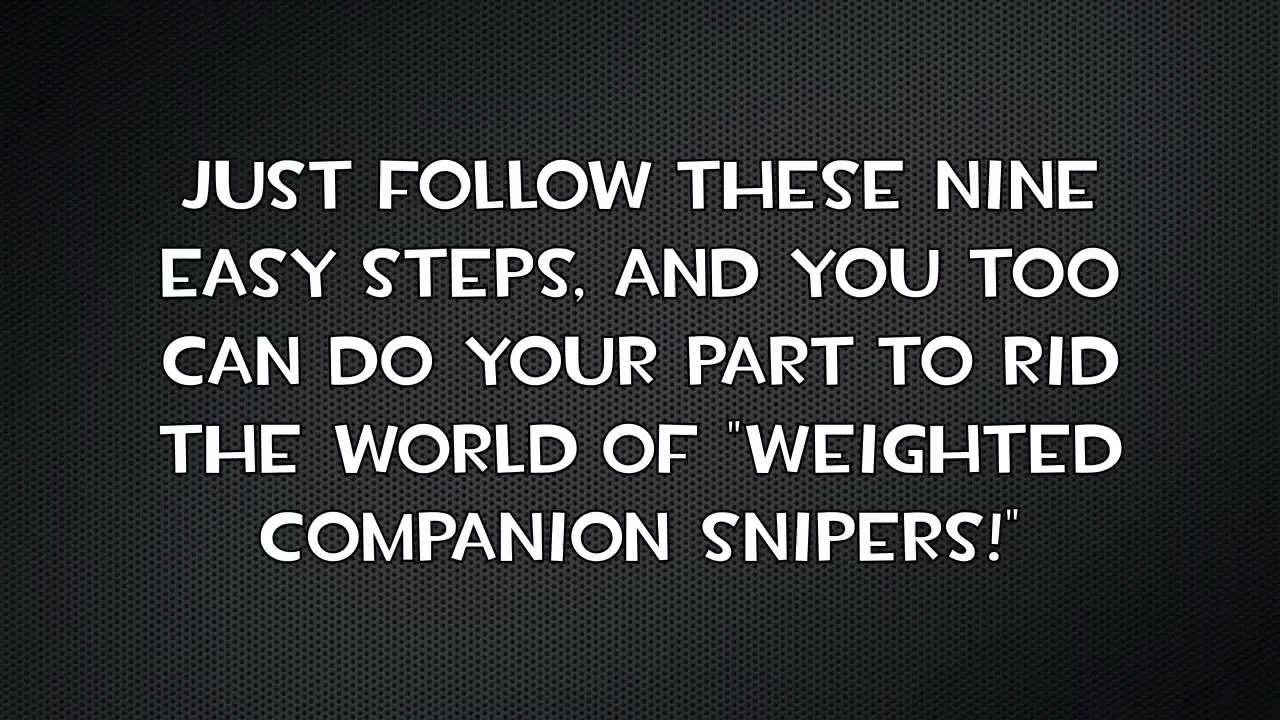 JUST FOLLOW THESE NINE
EASY STEPS, AND YOU TOO
CAN DO YOUR PART TO RID
THE WORLD OF "WEIGHTED
COMPANION SNIPERS!"